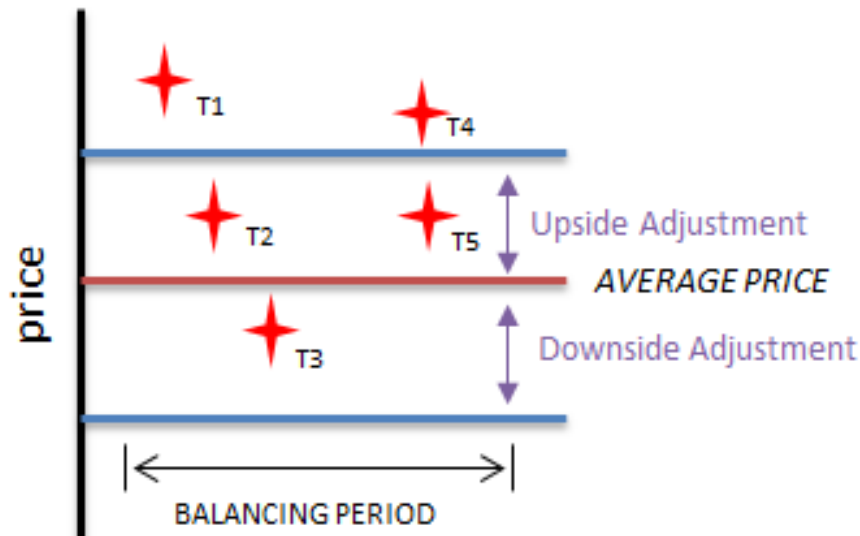 T1
T4
T2
T5
Upside Adjustment
price
AVERAGE PRICE
T3
Downside Adjustment
BALANCING PERIOD